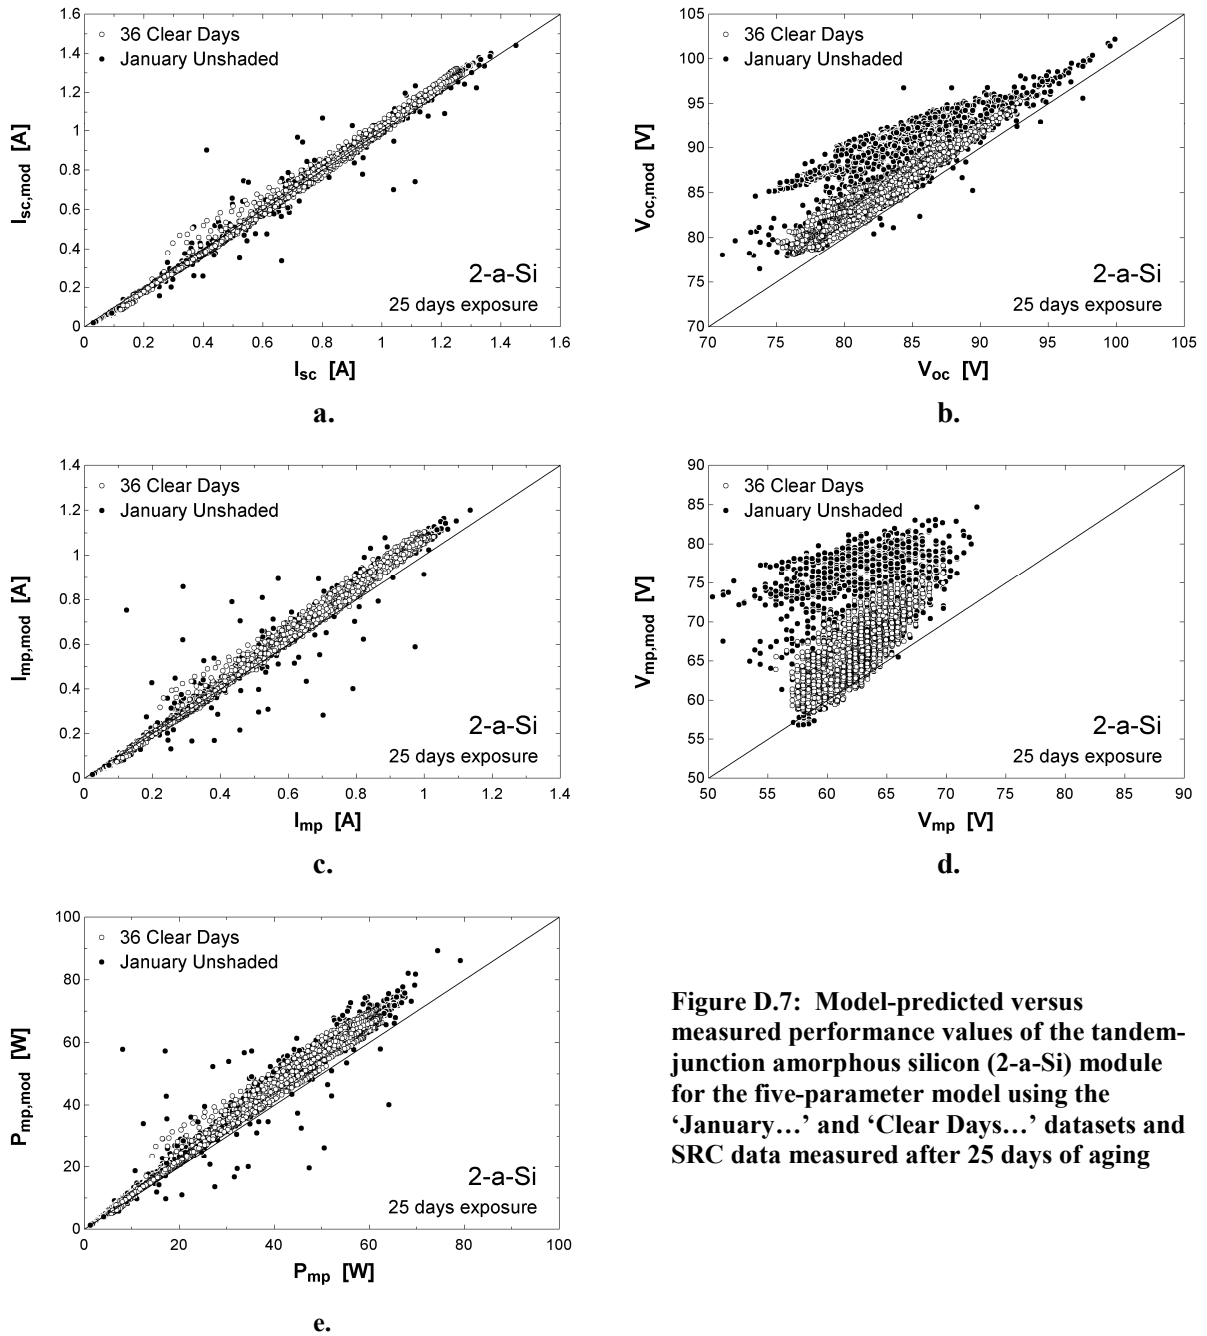 1.6
1.4
1.2
1
0.8
0.6
0.4
0.2
0
0 0.2 0.4 0.6 0.8 1 1.2 1.4 1.6
Isc,mod [A]
Isc [A]
36 Clear Days
January Unshaded
2-a-Si
25 days exposure
a.
105
100
95
90
85
80
75
70
70 75 80 85 90 95 100 105
Voc,mod [V]
Voc [V]
36 Clear Days
January Unshaded
2-a-Si
25 days exposure
b.
1.4
1.2
1
0.8
0.6
0.4
0.2
0
0 0.2 0.4 0.6 0.8 1 1.2 1.4
Imp,mod [A]
Imp [A]
36 Clear Days
January Unshaded
2-a-Si
25 days exposure
c.
90
85
80
75
70
65
60
55
50
50 55 60 65 70 75 80 85 90
Vmp,mod [V]
Vmp [V]
36 Clear Days
January Unshaded
2-a-Si
25 days exposure
d.
100
80
60
40
20
0
0 20 40 60 80 100
Pmp,mod [W]
Pmp [W]
36 Clear Days
January Unshaded
2-a-Si
25 days exposure
e.
Figure D.7: Model-predicted versus
measured performance values of the tandem-
junction amorphous silicon (2-a-Si) module
for the five-parameter model using the
‘January…’ and ‘Clear Days…’ datasets and
SRC data measured after 25 days of aging